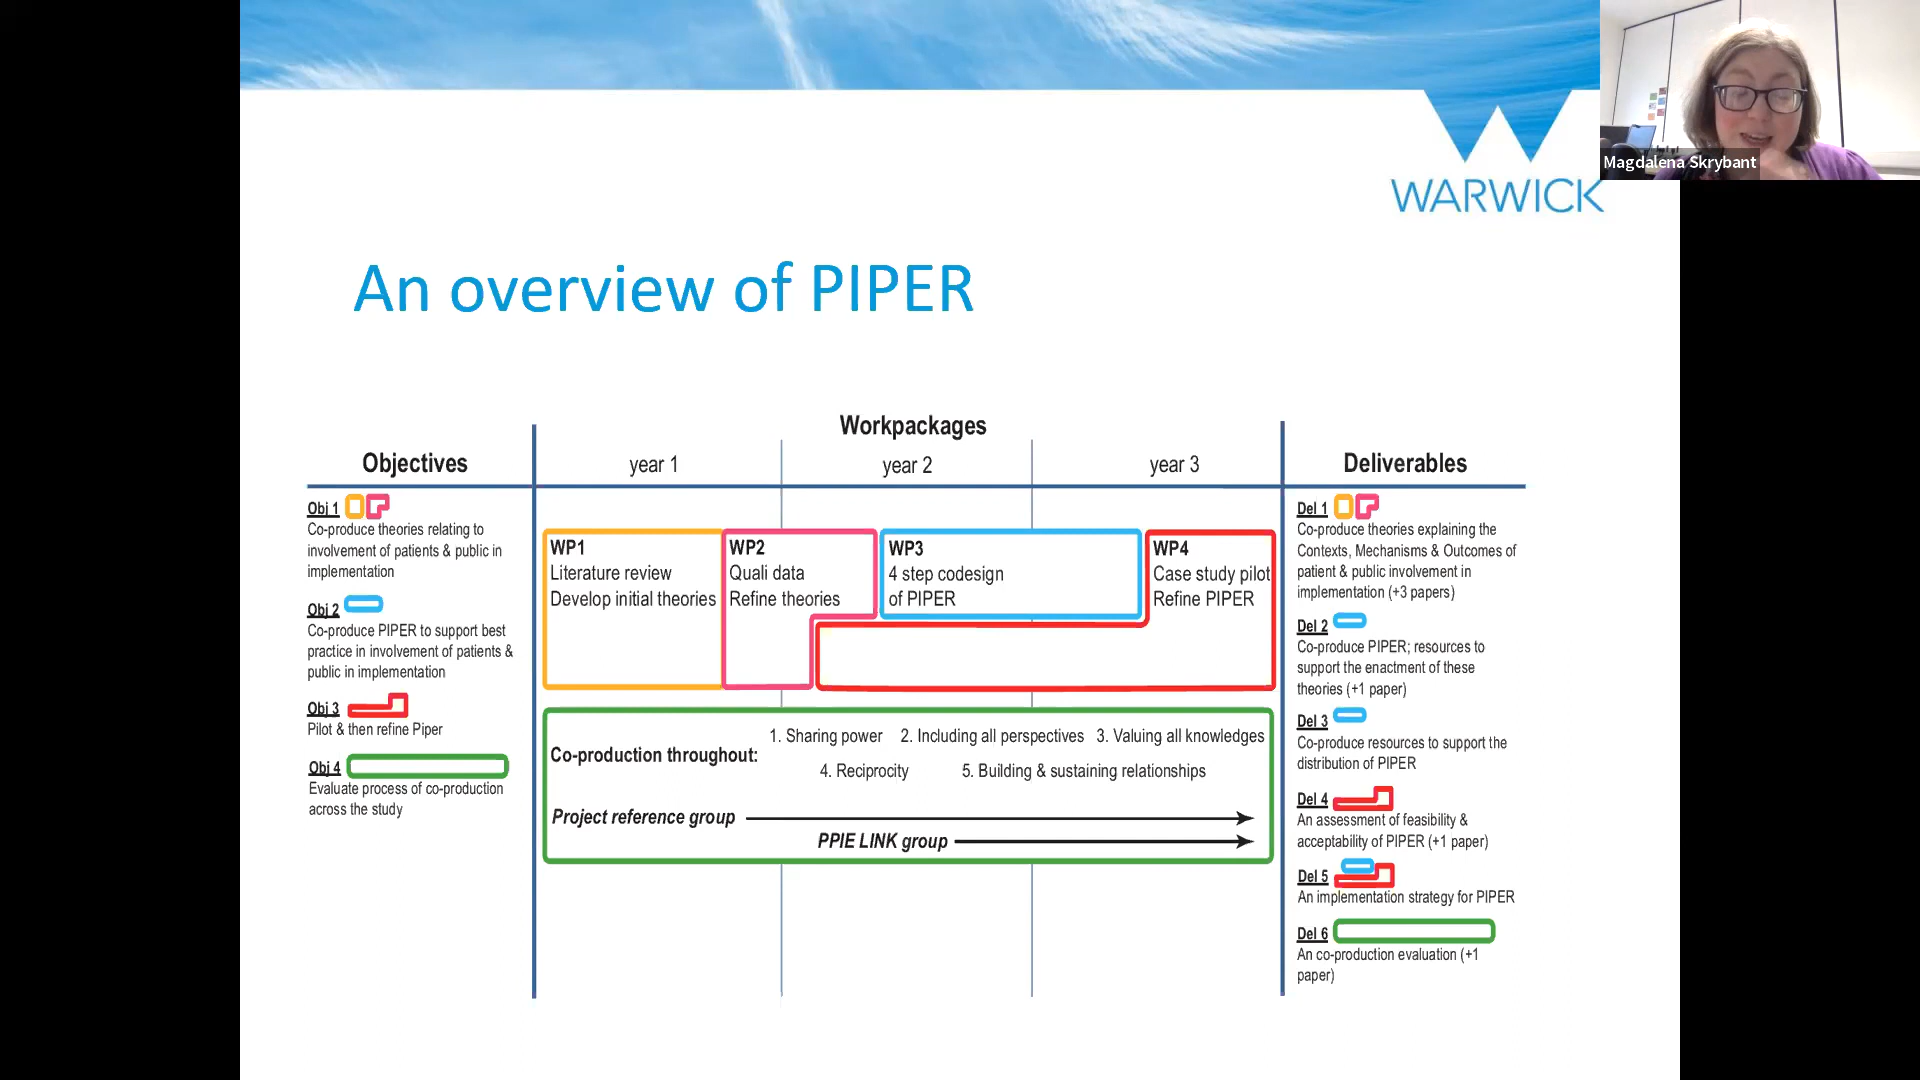 Magdalena Skrybant
WARWICK
An overview of PIPER
Workpackages
Objectives
year 1
year 2
year 3
Deliverables
Obj 1
Co-produce theories relating to
involvement of patients & public in
implementation
Obj 2
Co-produce PIPER to support best
practice in involvement of patients &
public in implementation
Obj 3
Pilot & then refine Piper
Obj 4
Evaluate process of co-production
across the study
WP1
Literature review
Develop initial theories
WP2
Quali data
Refine theories
WP3
4 step codesign
of PIPER
WP4
Case study pilot
Refine PIPER
Co-production throughout:
1. Sharing power 2. Including all perspectives 3. Valuing all knowledges
4. Reciprocity 5. Building & sustaining relationships
Project reference group
PPIE LINK group
Del 1
Co-produce theories explaining the
Contexts, Mechanisms & Outcomes of
patient & public involvement in
implementation (+3 papers)
Del 2
Co-produce PIPER; resources to
support the enactment of these
theories (+1 paper)
Del 3
Co-produce resources to support the
distribution of PIPER
Del 4
An assessment of feasibility &
acceptability of PIPER (+1 paper)
Del 5
An implementation strategy for PIPER
Del 6
An co-production evaluation (+1
paper)